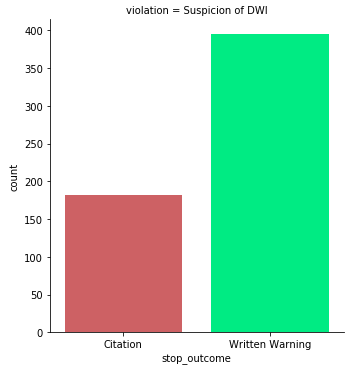 violation = Suspicion of DWI
400
350
300
250
200
150
100
50
0
count
Citation
Written Warning
stop_outcome